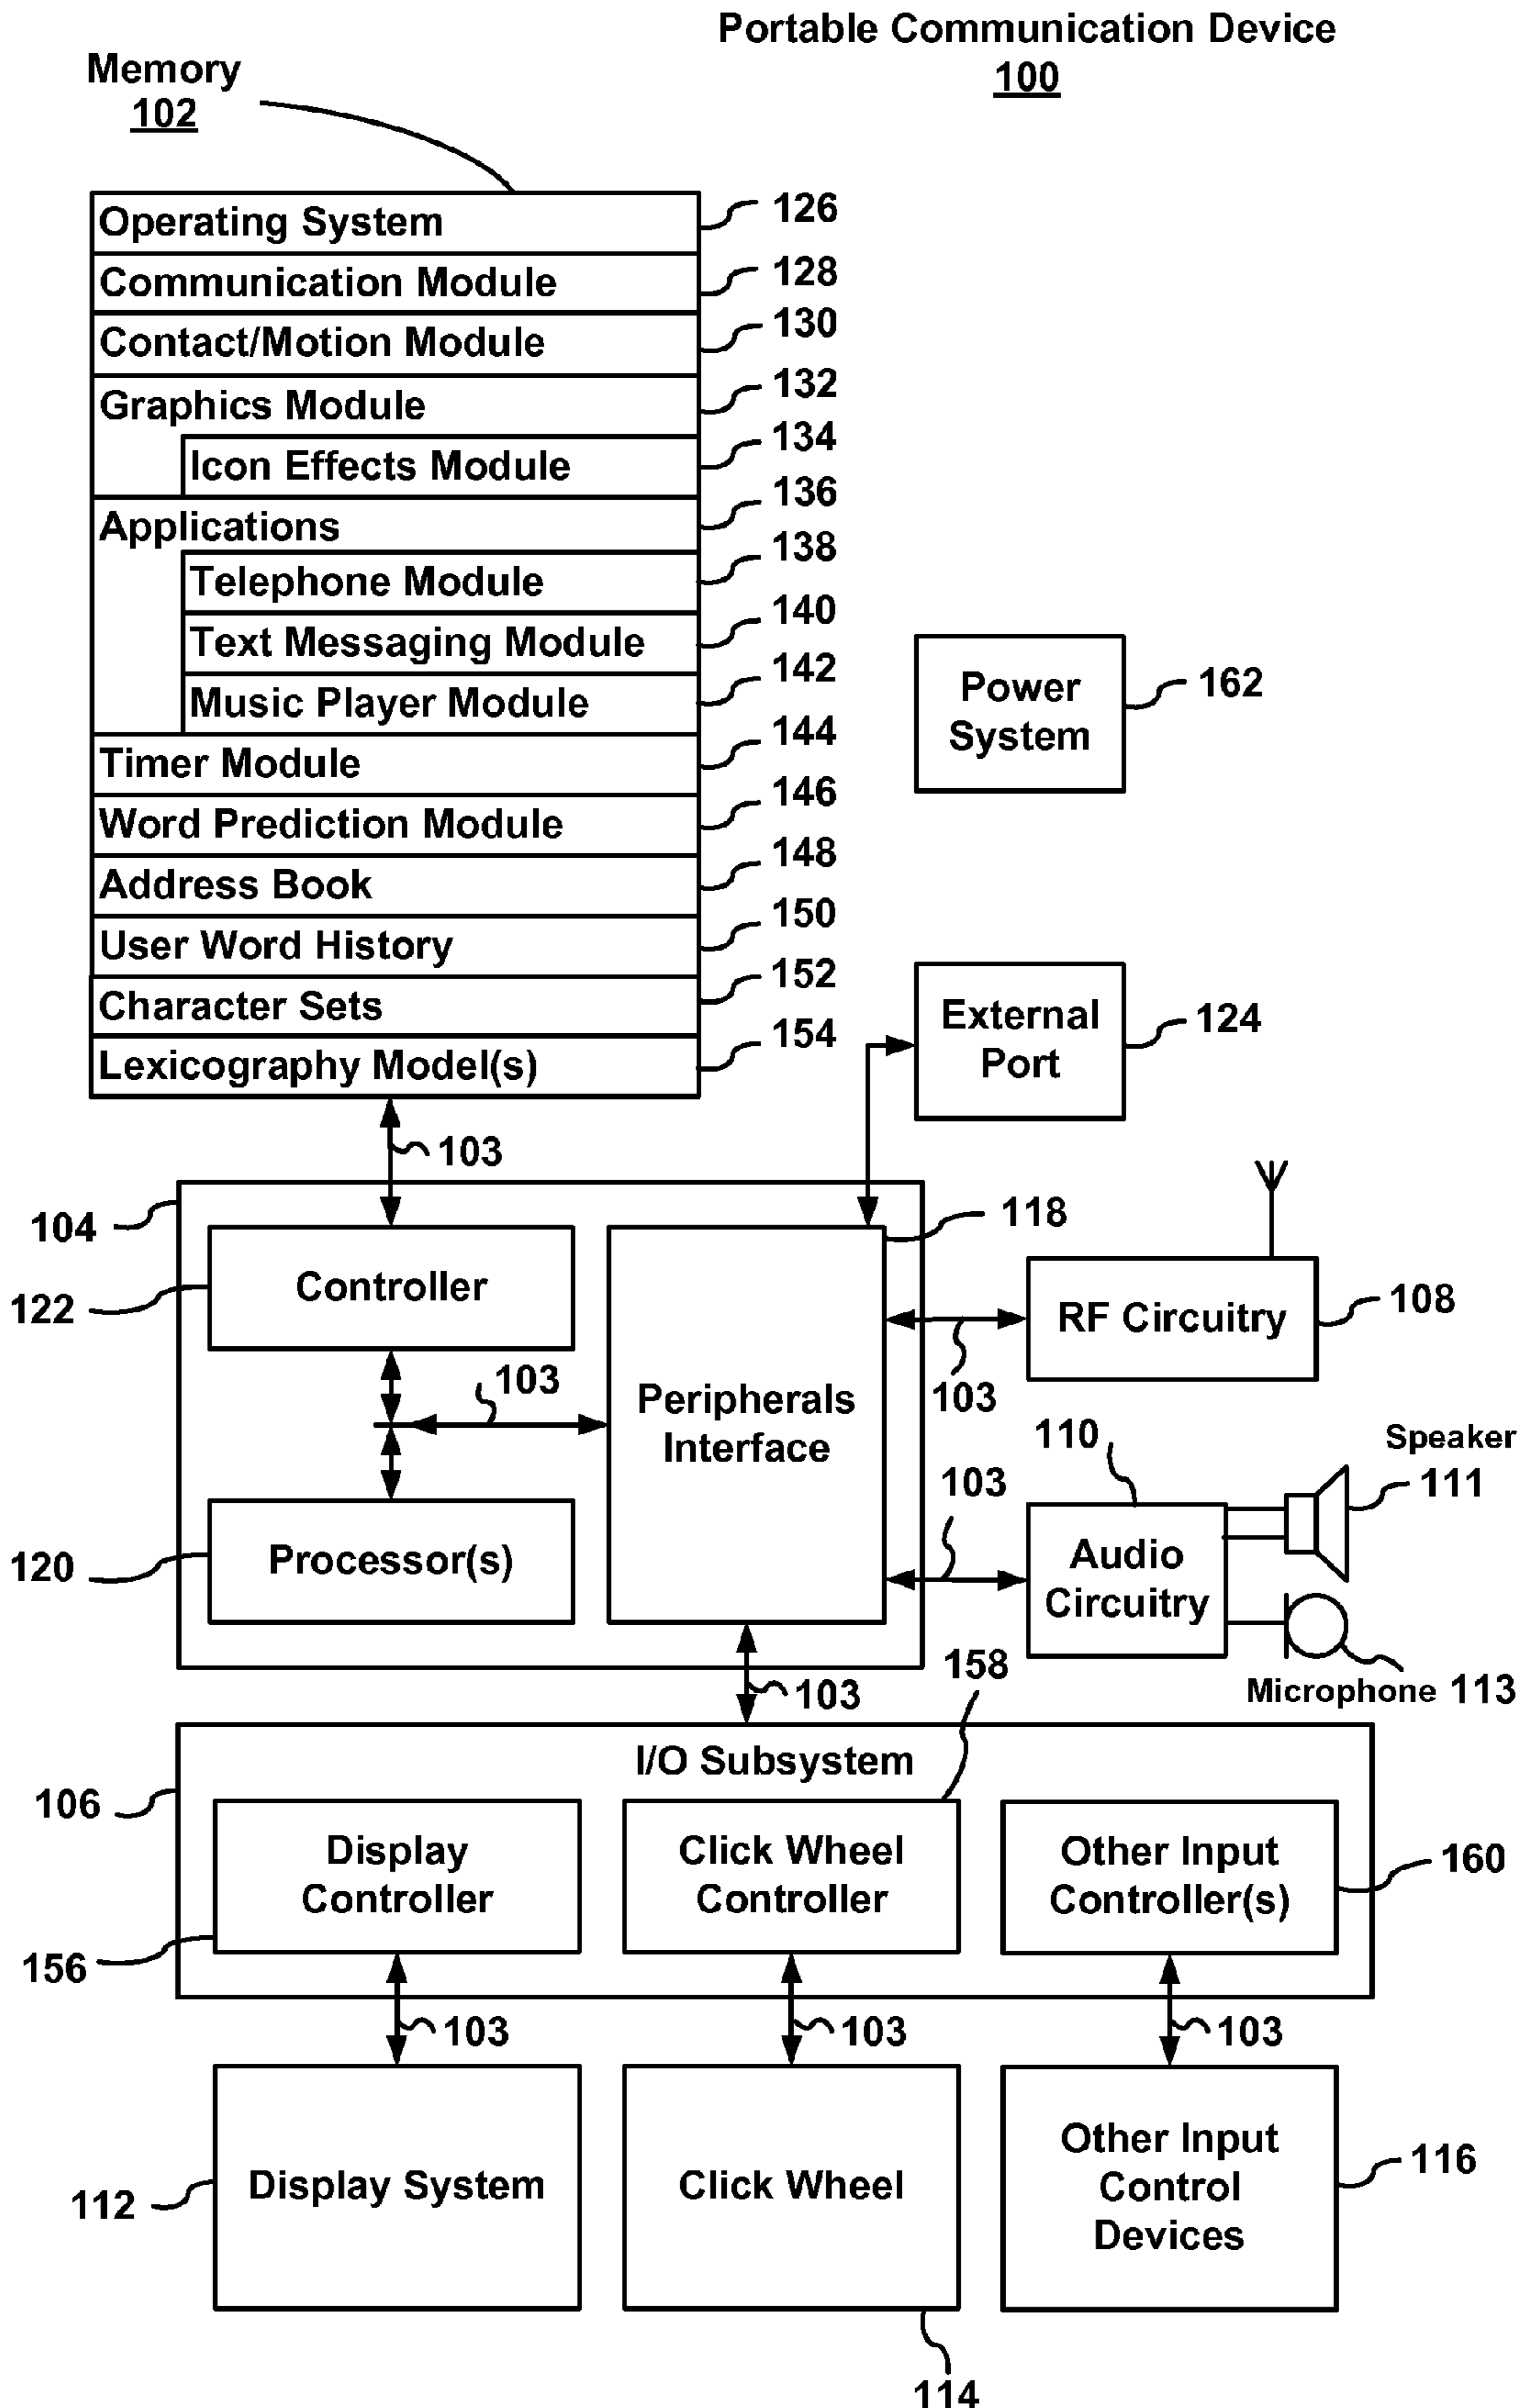 Portable Communication Device
100
Memory
102
Operating System
126
Communication Module
128
Contact/Motion Module
130
Graphics Module
132
Icon Effects Module
134
Applications
136
Telephone Module
138
Text Messaging Module
140
Music Player Module
142
Timer Module
144
Word Prediction Module
146
Address Book
148
User Word History
150
Character Sets
152
Lexicography Model(s)
154
Power
System
162
External
Port
124
103
104
118
Controller
122
RF Circuitry
108
103
103
Peripherals
Interface
110
Speaker
111
103
Processor(s)
120
Audio
Circuitry
Microphone 113
103
158
I/O Subsystem
106
Display
Controller
156
Click Wheel
Controller
Other Input
Controller(s)
160
103
103
103
Display System
112
Click Wheel
114
Other Input
Control
Devices
116